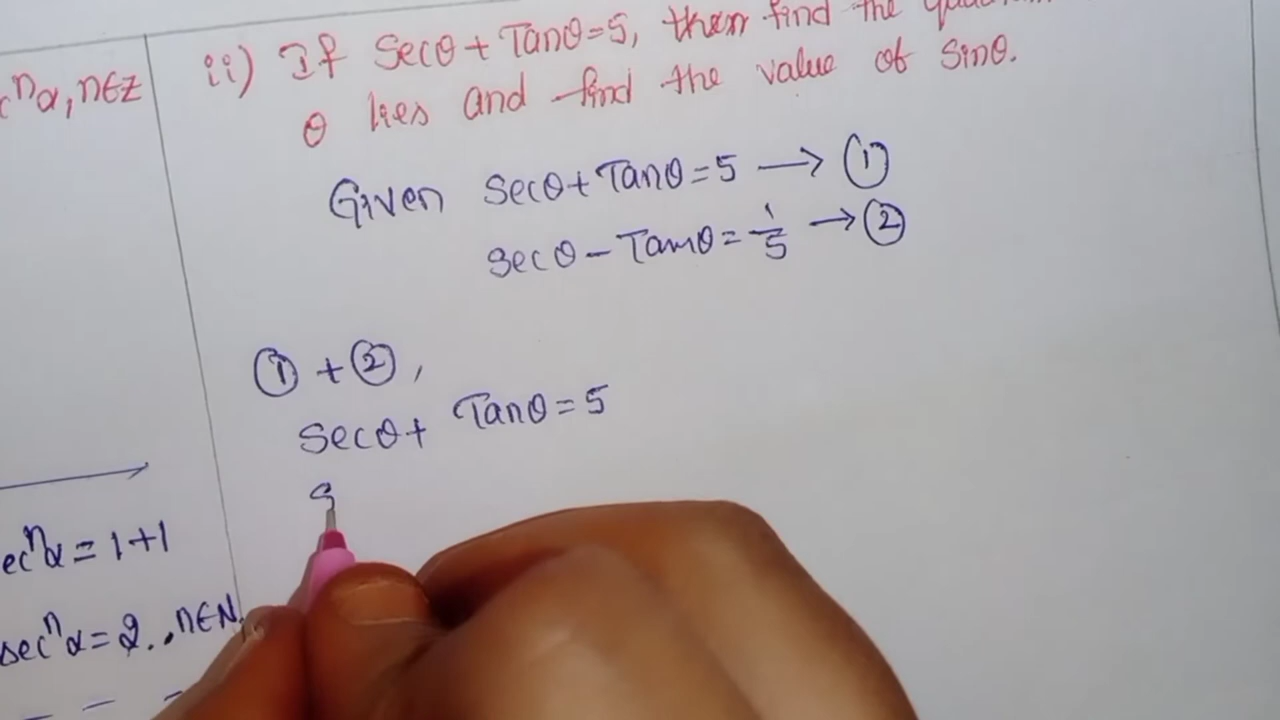 ii) If Secθ + Tanθ=5, then find the
θ lies and find the value of Sinθ.
Given Secθ+Tanθ=5 → ①
secθ-Tanθ=1/5 → ②
① + ②,
Secθ+ Tanθ=5
S
ⁿα, n∈Z
ecⁿα = 1+1
secⁿα=2.. n∈N.